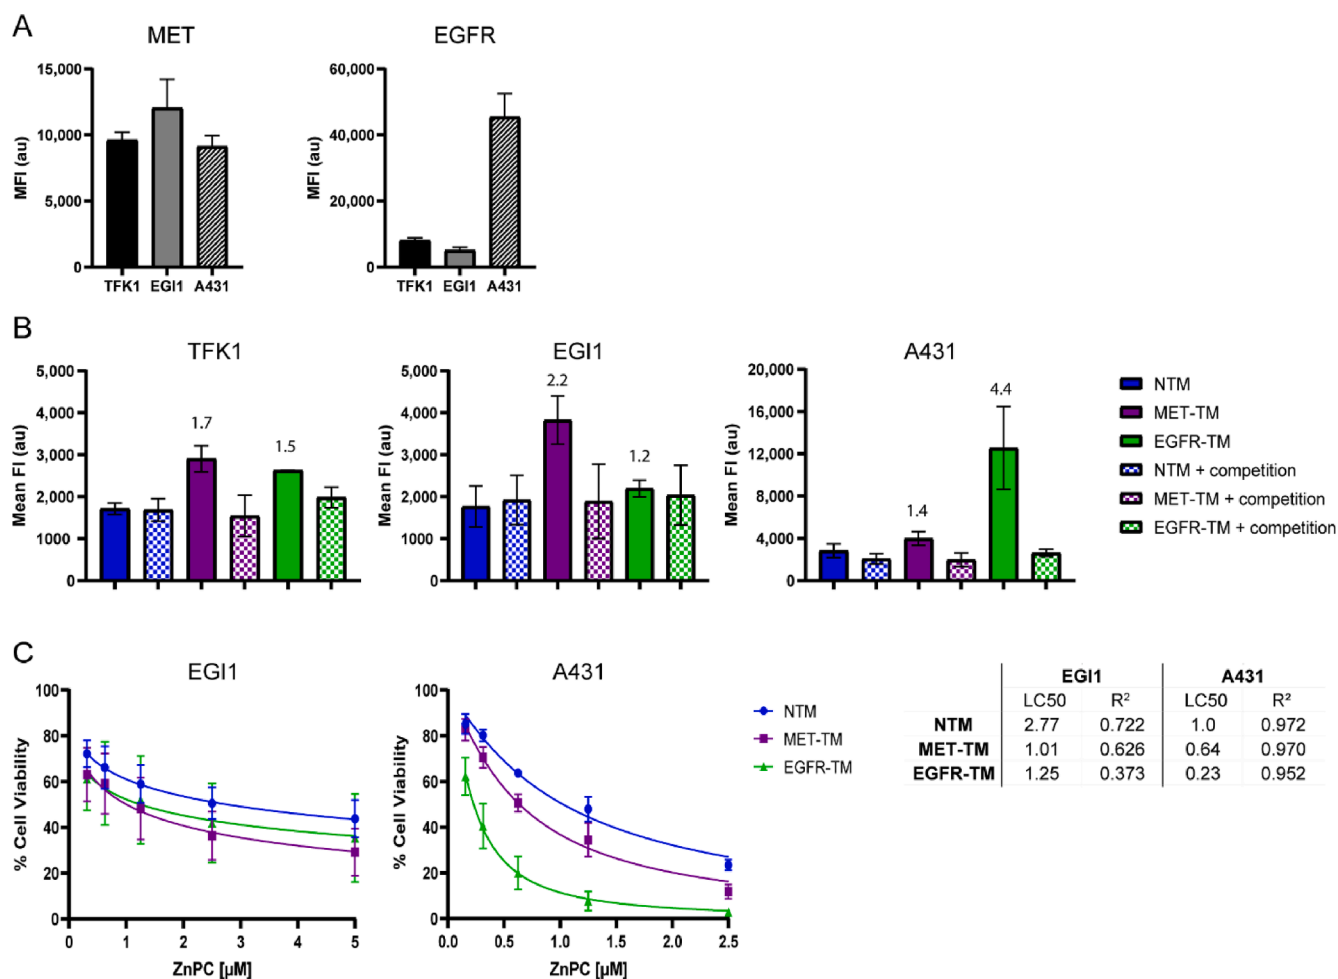 A
MET
EGFR
15,000
10,000
5,000
0
MFI (au)
TFK1 EGI1 A431
60,000
40,000
20,000
0
MFI (au)
TFK1 EGI1 A431
B
TFK1
EGI1
A431
5,000
4,000
3,000
2,000
1000
0
Mean FI (au)
1.7
1.5
5,000
4,000
3,000
2,000
1000
0
Mean FI (au)
2.2
1.2
20,000
16,000
12,000
8,000
4,000
0
Mean FI (au)
1.4
4.4
NTM
MET-TM
EGFR-TM
NTM + competition
MET-TM + competition
EGFR-TM + competition
C
EGI1
A431
100
80
60
40
20
0
% Cell Viability
0 1 2 3 4 5
ZnPC [µM]
100
80
60
40
20
0
% Cell Viability
0.0 0.5 1.0 1.5 2.0 2.5
ZnPC [µM]
NTM
MET-TM
EGFR-TM
EGI1 A431
LC50 R² LC50 R²
NTM 2.77 0.722 1.0 0.972
MET-TM 1.01 0.626 0.64 0.970
EGFR-TM 1.25 0.373 0.23 0.952